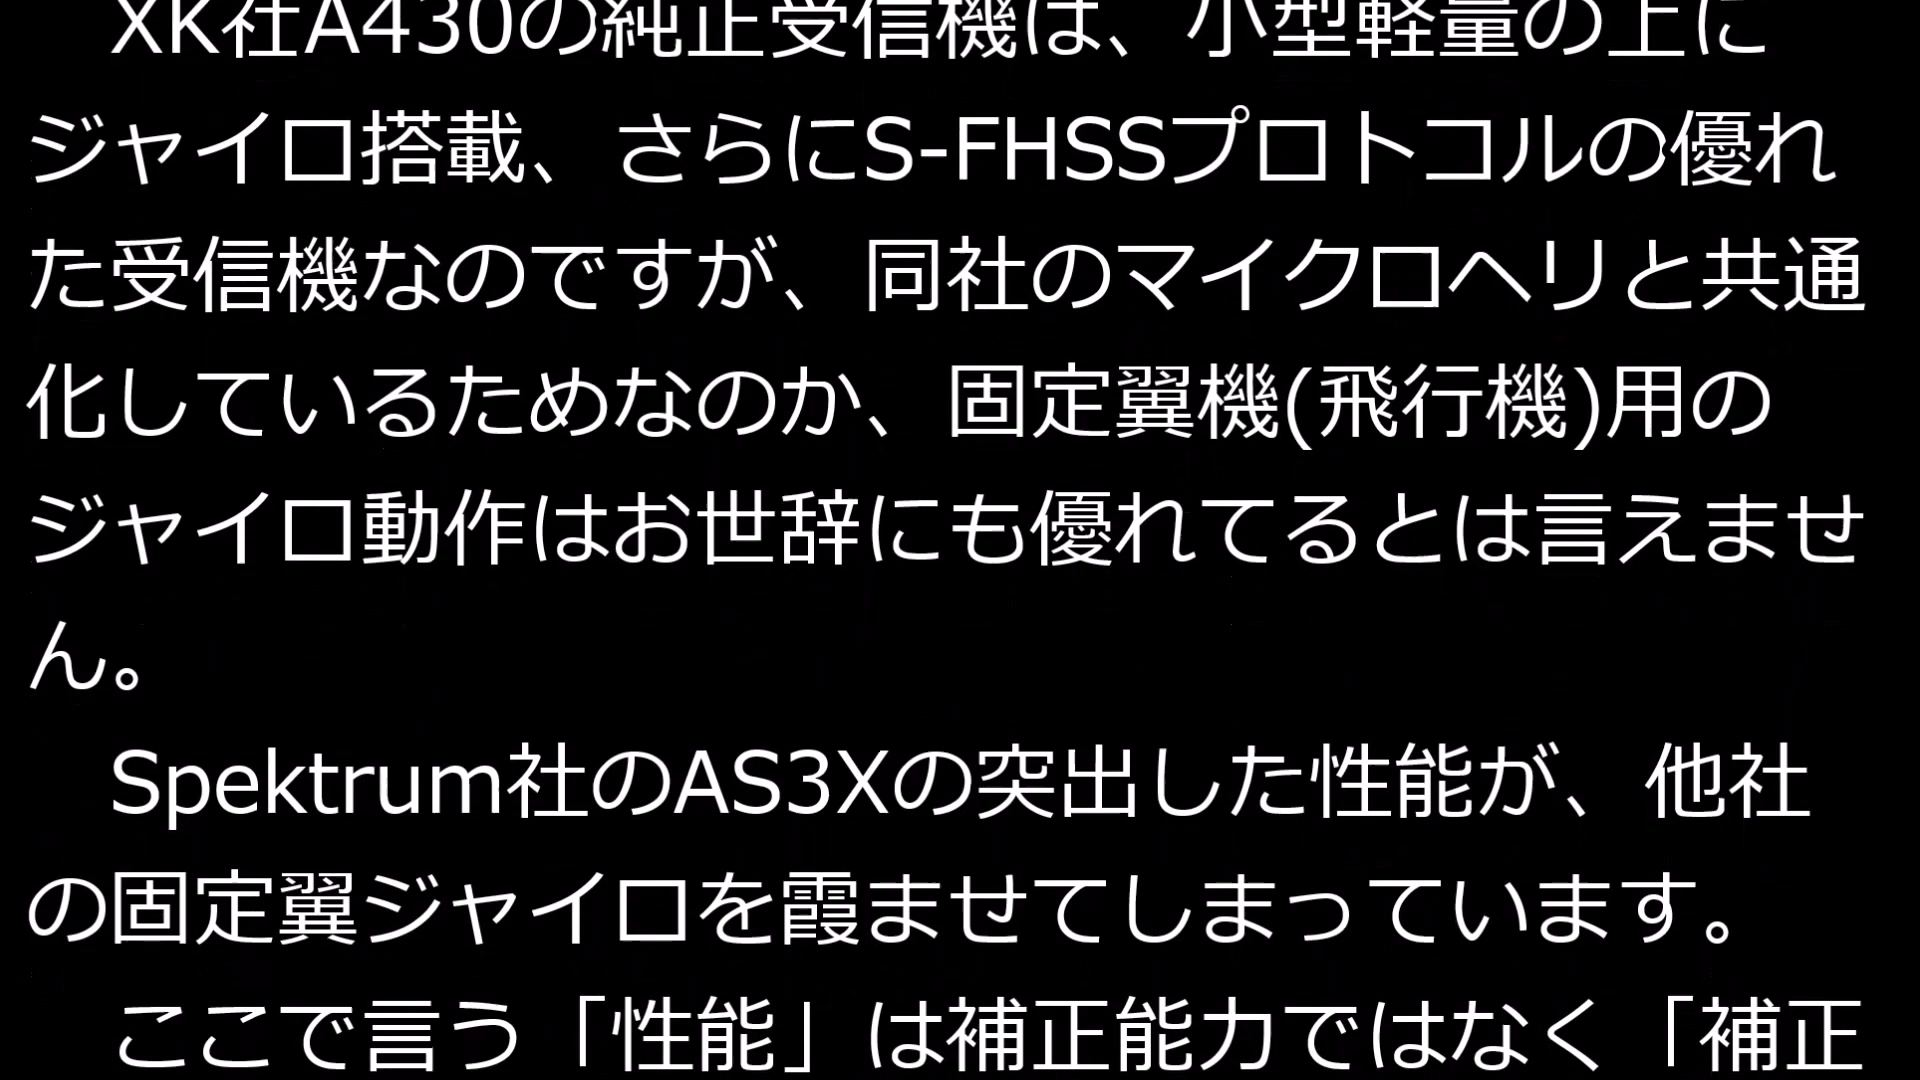 XK社A430の純正受信機は、小型軽量の上に
ジャイロ搭載、さらにS-FHSSプロトコルの優れ
た受信機なのですが、同社のマイクロヘリと共通
化しているためなのか、固定翼機(飛行機)用の
ジャイロ動作はお世辞にも優れてるとは言えませ
ん。
Spektrum社のAS3Xの突出した性能が、他社
の固定翼ジャイロを霞ませてしまっています。
ここで言う「性能」は補正能力ではなく「補正